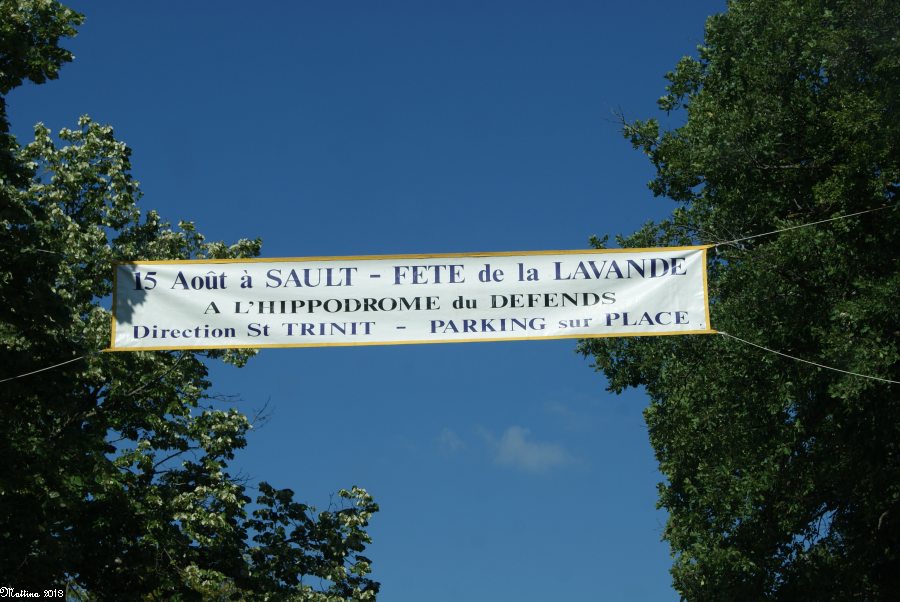 15 Août à SAULT - FETE de la LAVANDE
A L'HIPPODROME du DEFENDS
Direction St TRINIT - PARKING sur PLACE
Mattina 2018